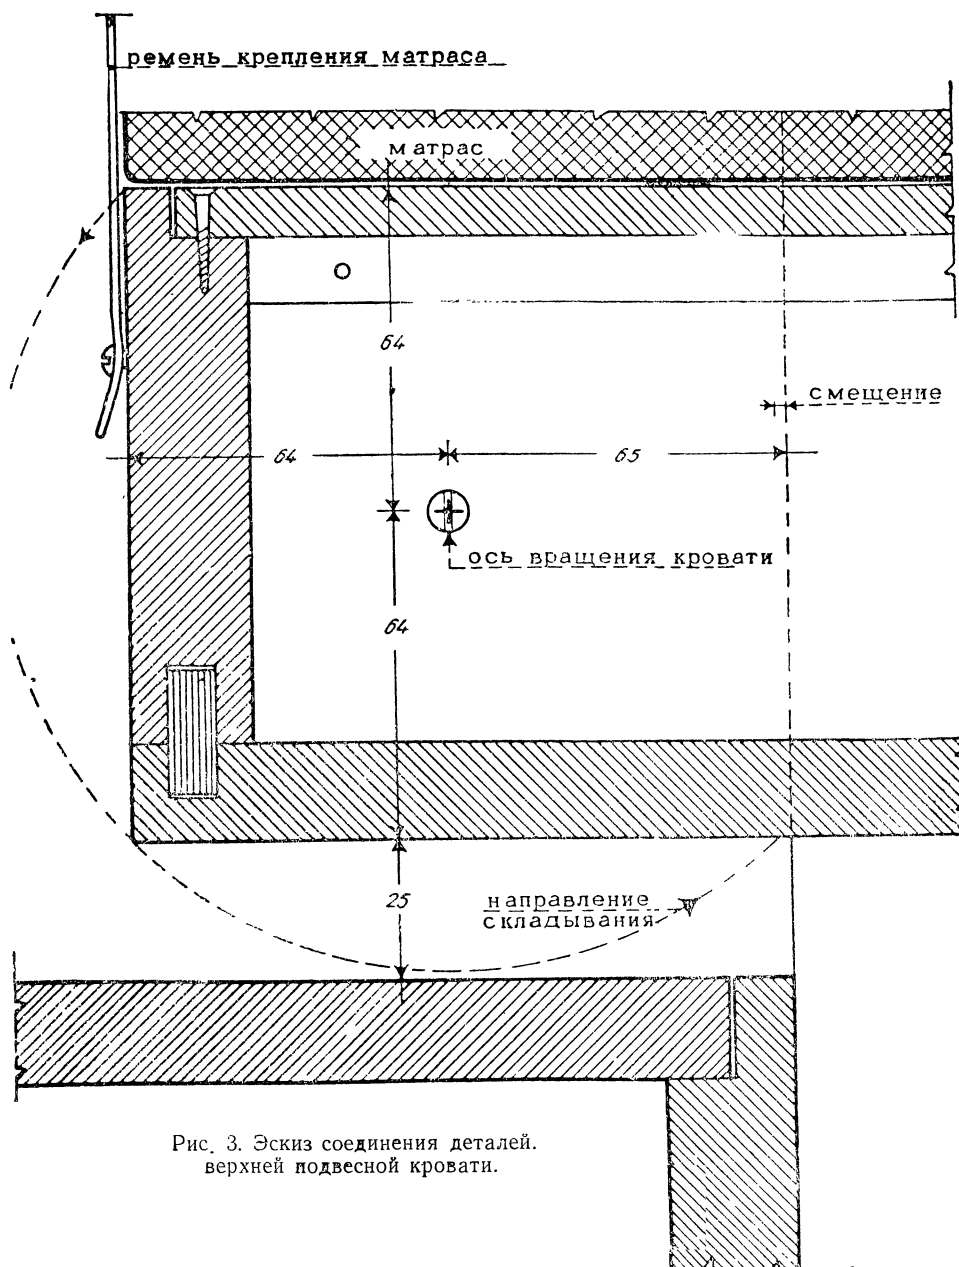 ремень крепления матраса
матрас
64
смещение
64
65
ось вращения кровати
64
25
направление
складывания
Рис. 3. Эскиз соединения деталей.
верхней подвесной кровати.